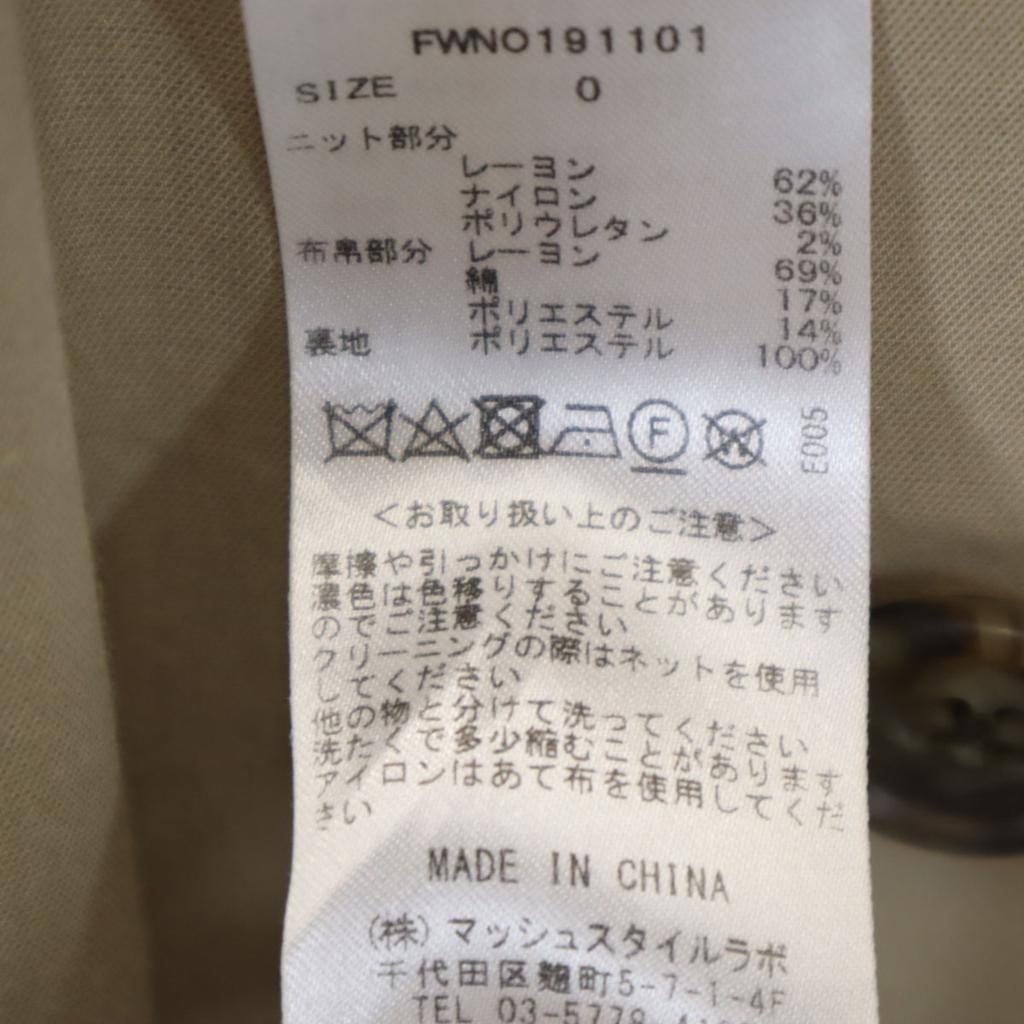 FWNO191101
SIZE 0
ニット部分
レーヨン 62%
ナイロン 36%
ポリウレタン 2%
布帛部分 レーヨン 69%
綿 17%
ポリエステル 14%
裏地 ポリエステル 100%
F
W
E005
<お取り扱い上のご注意>
摩擦や引っかけにご注意ください
濃色は色移りすることがあります
のでご注意ください
クリーニングの際はネットを使用
してください
他の物と分けて洗ってください
洗たくで多少縮むことがあります
アイロンはあて布を使用してくだ
さい
MADE IN CHINA
(株)マッシュスタイルラボ
千代田区麹町5-7-1-4F
TEL 03-5778-